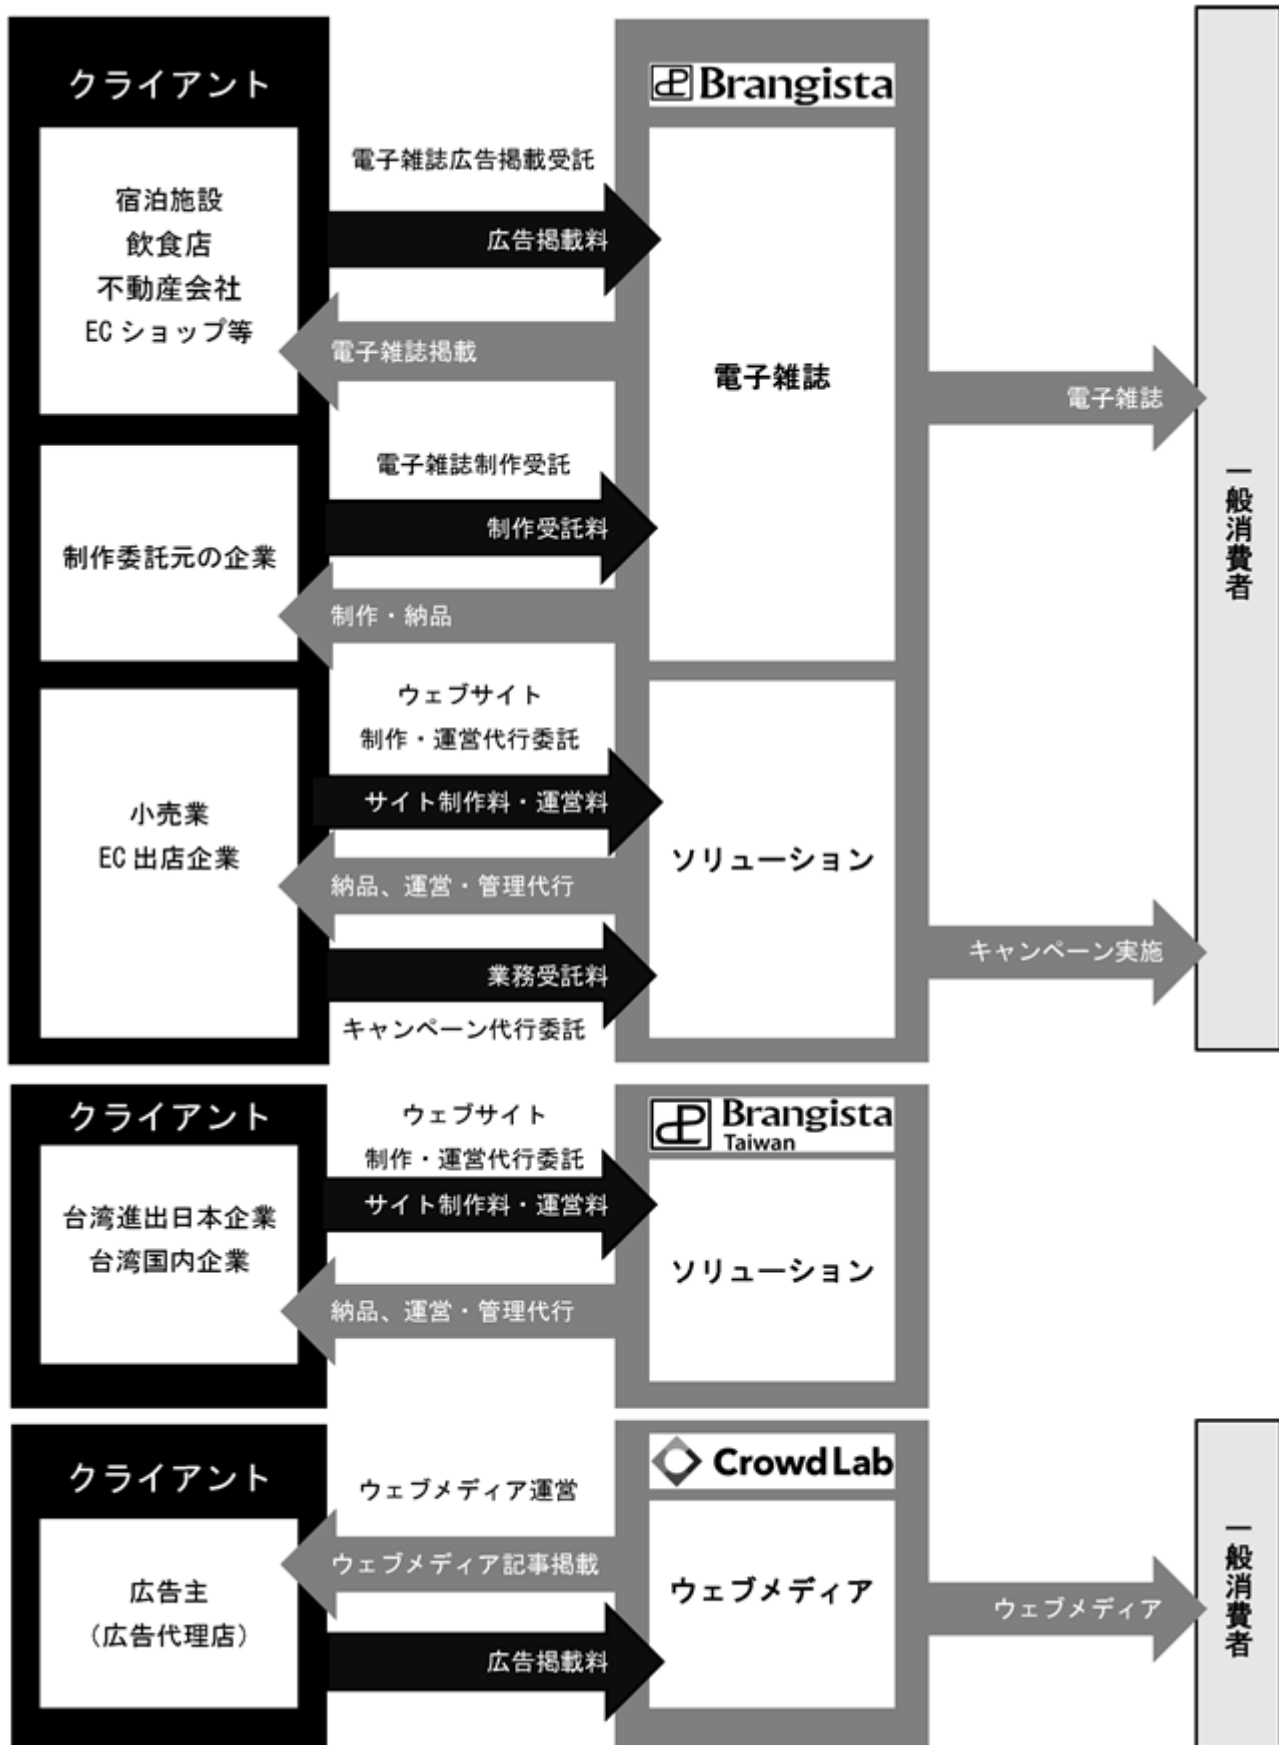 クライアント
宿泊施設
飲食店
不動産会社
ECショップ等
制作委託元の企業
小売業
EC出店企業
電子雑誌広告掲載受託
広告掲載料
電子雑誌掲載
電子雑誌制作受託
制作受託料
制作・納品
ウェブサイト
制作・運営代行委託
サイト制作料・運営料
納品、運営・管理代行
業務受託料
キャンペーン代行委託
Brangista
電子雑誌
ソリューション
電子雑誌
キャンペーン実施
一般消費者
クライアント
台湾進出日本企業
台湾国内企業
ウェブサイト
制作・運営代行委託
サイト制作料・運営料
納品、運営・管理代行
Brangista
Taiwan
ソリューション
クライアント
広告主
(広告代理店)
ウェブメディア運営
ウェブメディア記事掲載
広告掲載料
Crowd Lab
ウェブメディア
ウェブメディア
一般消費者